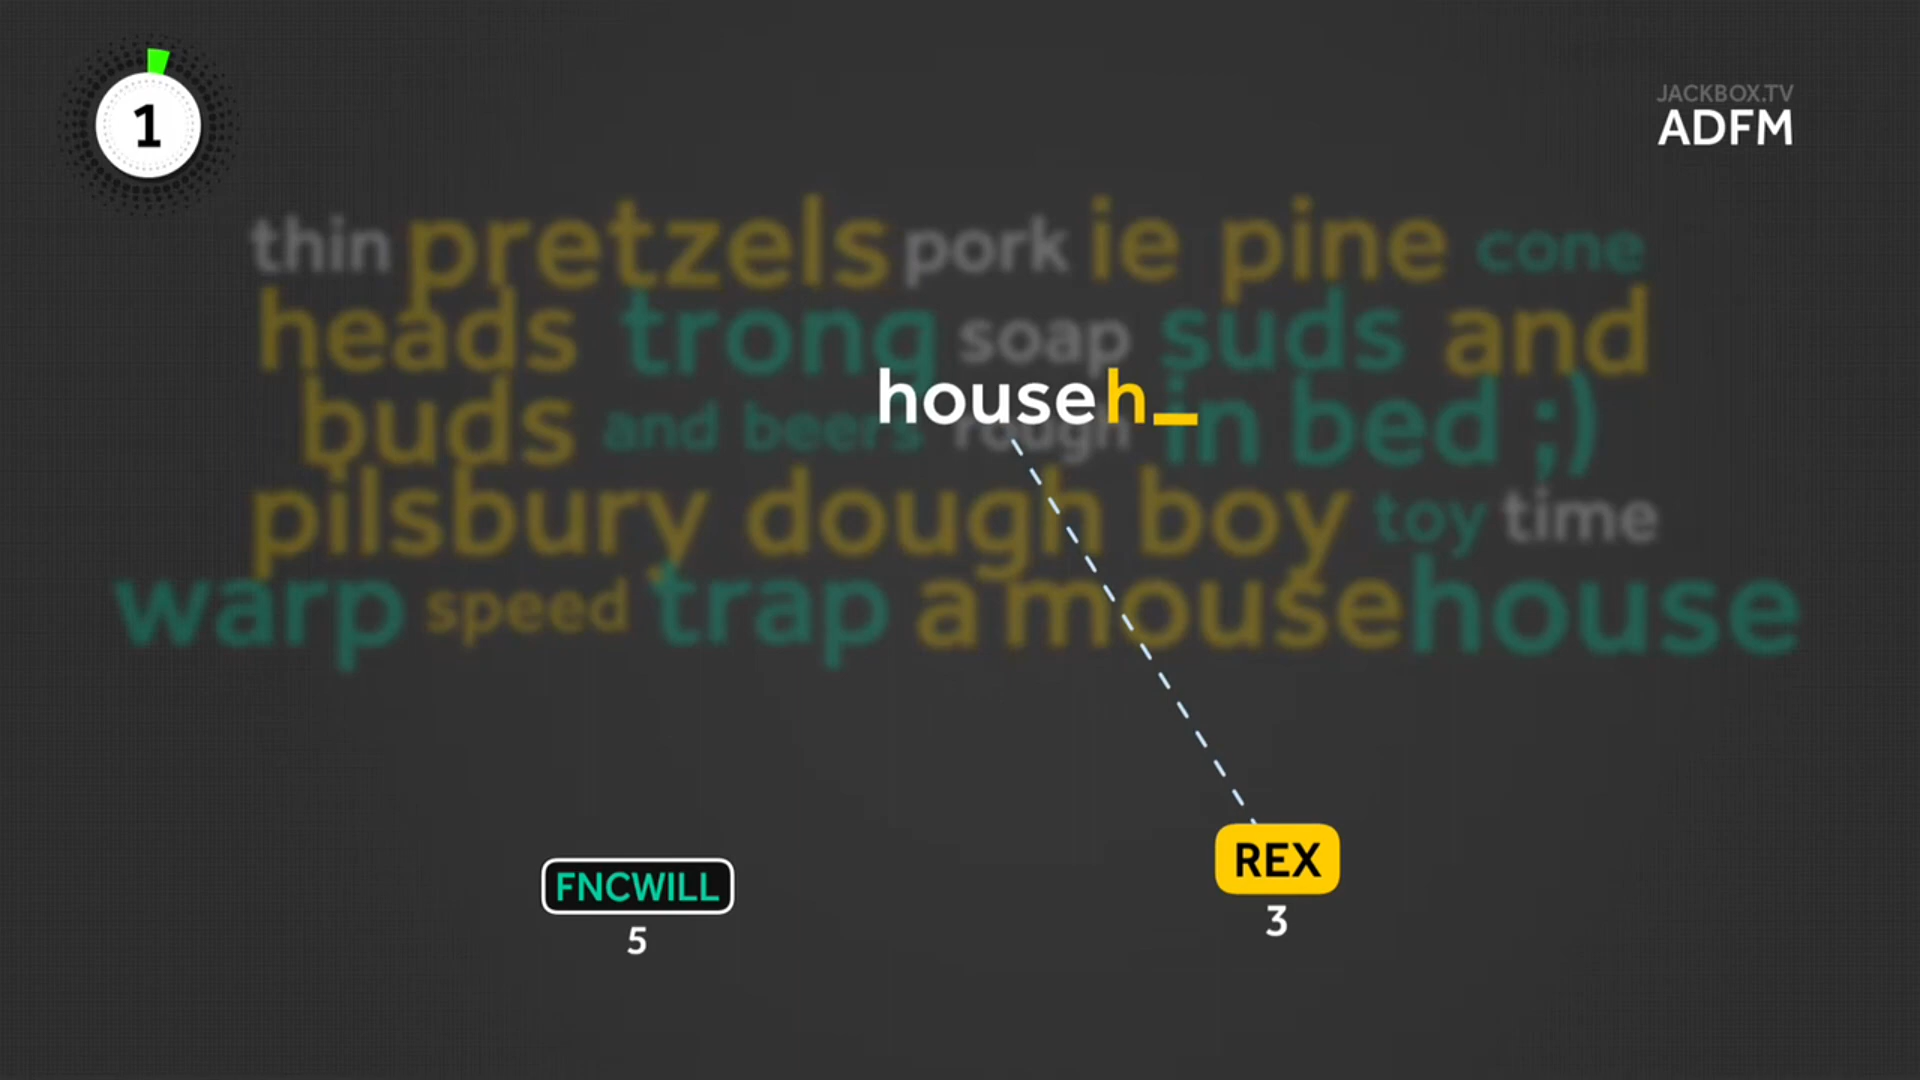 1
JACKBOX.TV
ADFM
thin pretzels pork ie pine cone
heads trong soap suds and
househ_
buds and beers rough in bed ;)
pilsbury dough boy toy time
warp speed trap a mousehouse
FNCWILL
5
REX
3